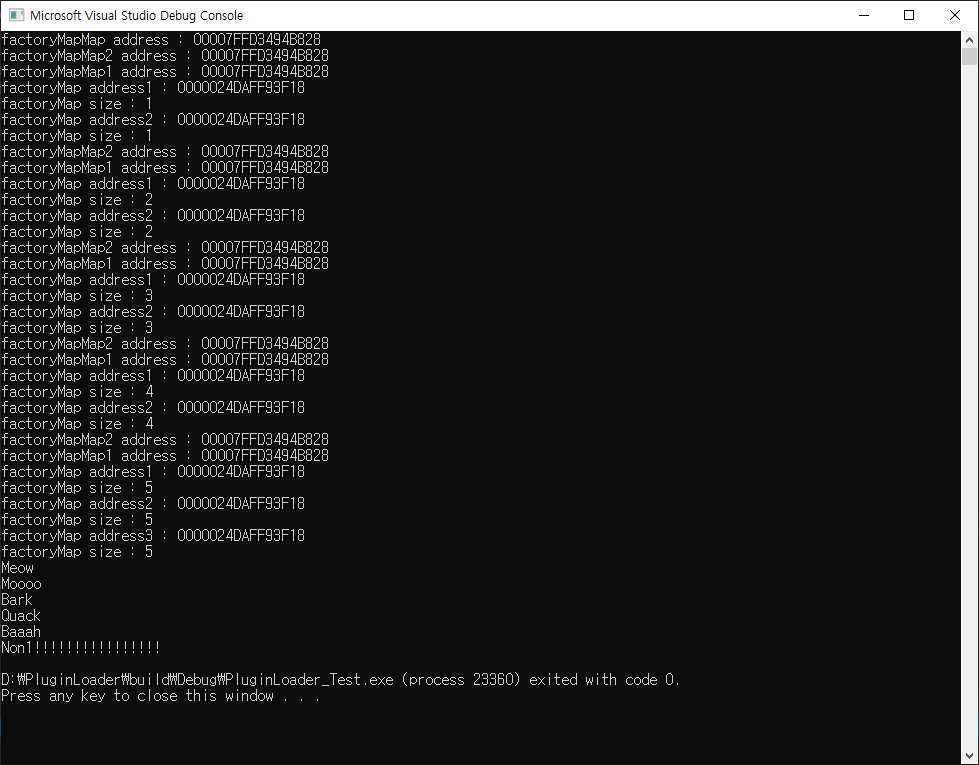 Microsoft Visual Studio Debug Console
factoryMapMap address : 00007FFD3494B828
factoryMapMap2 address : 00007FFD3494B828
factoryMapMap1 address : 00007FFD3494B828
factoryMap address1 : 0000024DAFF93F18
factoryMap size : 1
factoryMap address2 : 0000024DAFF93F18
factoryMap size : 1
factoryMapMap2 address : 00007FFD3494B828
factoryMapMap1 address : 00007FFD3494B828
factoryMap address1 : 0000024DAFF93F18
factoryMap size : 2
factoryMap address2 : 0000024DAFF93F18
factoryMap size : 2
factoryMapMap2 address : 00007FFD3494B828
factoryMapMap1 address : 00007FFD3494B828
factoryMap address1 : 0000024DAFF93F18
factoryMap size : 3
factoryMap address2 : 0000024DAFF93F18
factoryMap size : 3
factoryMapMap2 address : 00007FFD3494B828
factoryMapMap1 address : 00007FFD3494B828
factoryMap address1 : 0000024DAFF93F18
factoryMap size : 4
factoryMap address2 : 0000024DAFF93F18
factoryMap size : 4
factoryMapMap2 address : 00007FFD3494B828
factoryMapMap1 address : 00007FFD3494B828
factoryMap address1 : 0000024DAFF93F18
factoryMap size : 5
factoryMap address2 : 0000024DAFF93F18
factoryMap size : 5
factoryMap address3 : 0000024DAFF93F18
factoryMap size : 5
Meow
Moooo
Bark
Quack
Baaah
Non1!!!!!!!!!!!!!!!!
D:₩PluginLoader₩build₩Debug₩PluginLoader_Test.exe (process 23360) exited with code 0.
Press any key to close this window . . .